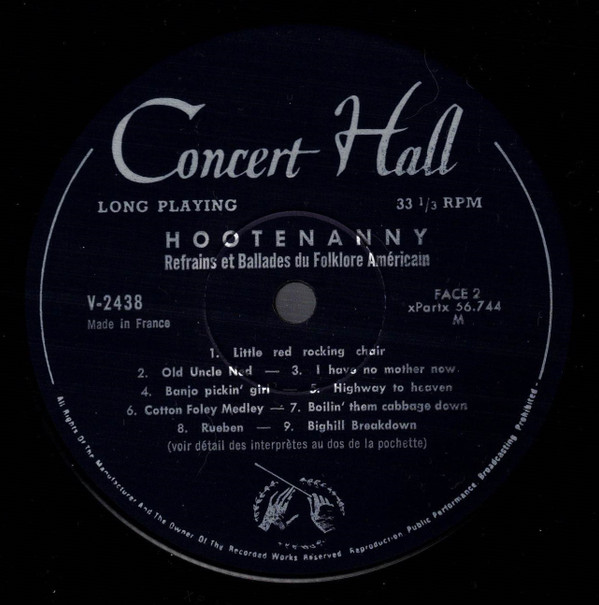 Concert Hall
LONG PLAYING 33 1/3 RPM
HOOTENANNY
Refrains et Ballades du Folklore Américain
V-2438 FACE 2
xPartx 56.744
Made in France M
1. Little red rocking chair
2. Old Uncle Ned — 3. I have no mother now.
4. Banjo pickin' girl — 5. Highway to heaven
6. Cotton Foley Medley — 7. Boilin' them cabbage down
8. Rueben — 9. Bighill Breakdown
(voir détail des interprètes au dos de la pochette)
All Rights Of The Manufacturer And The Owner Of The Recorded Works Reserved Reproduction Public Performance Broadcasting Prohibited -